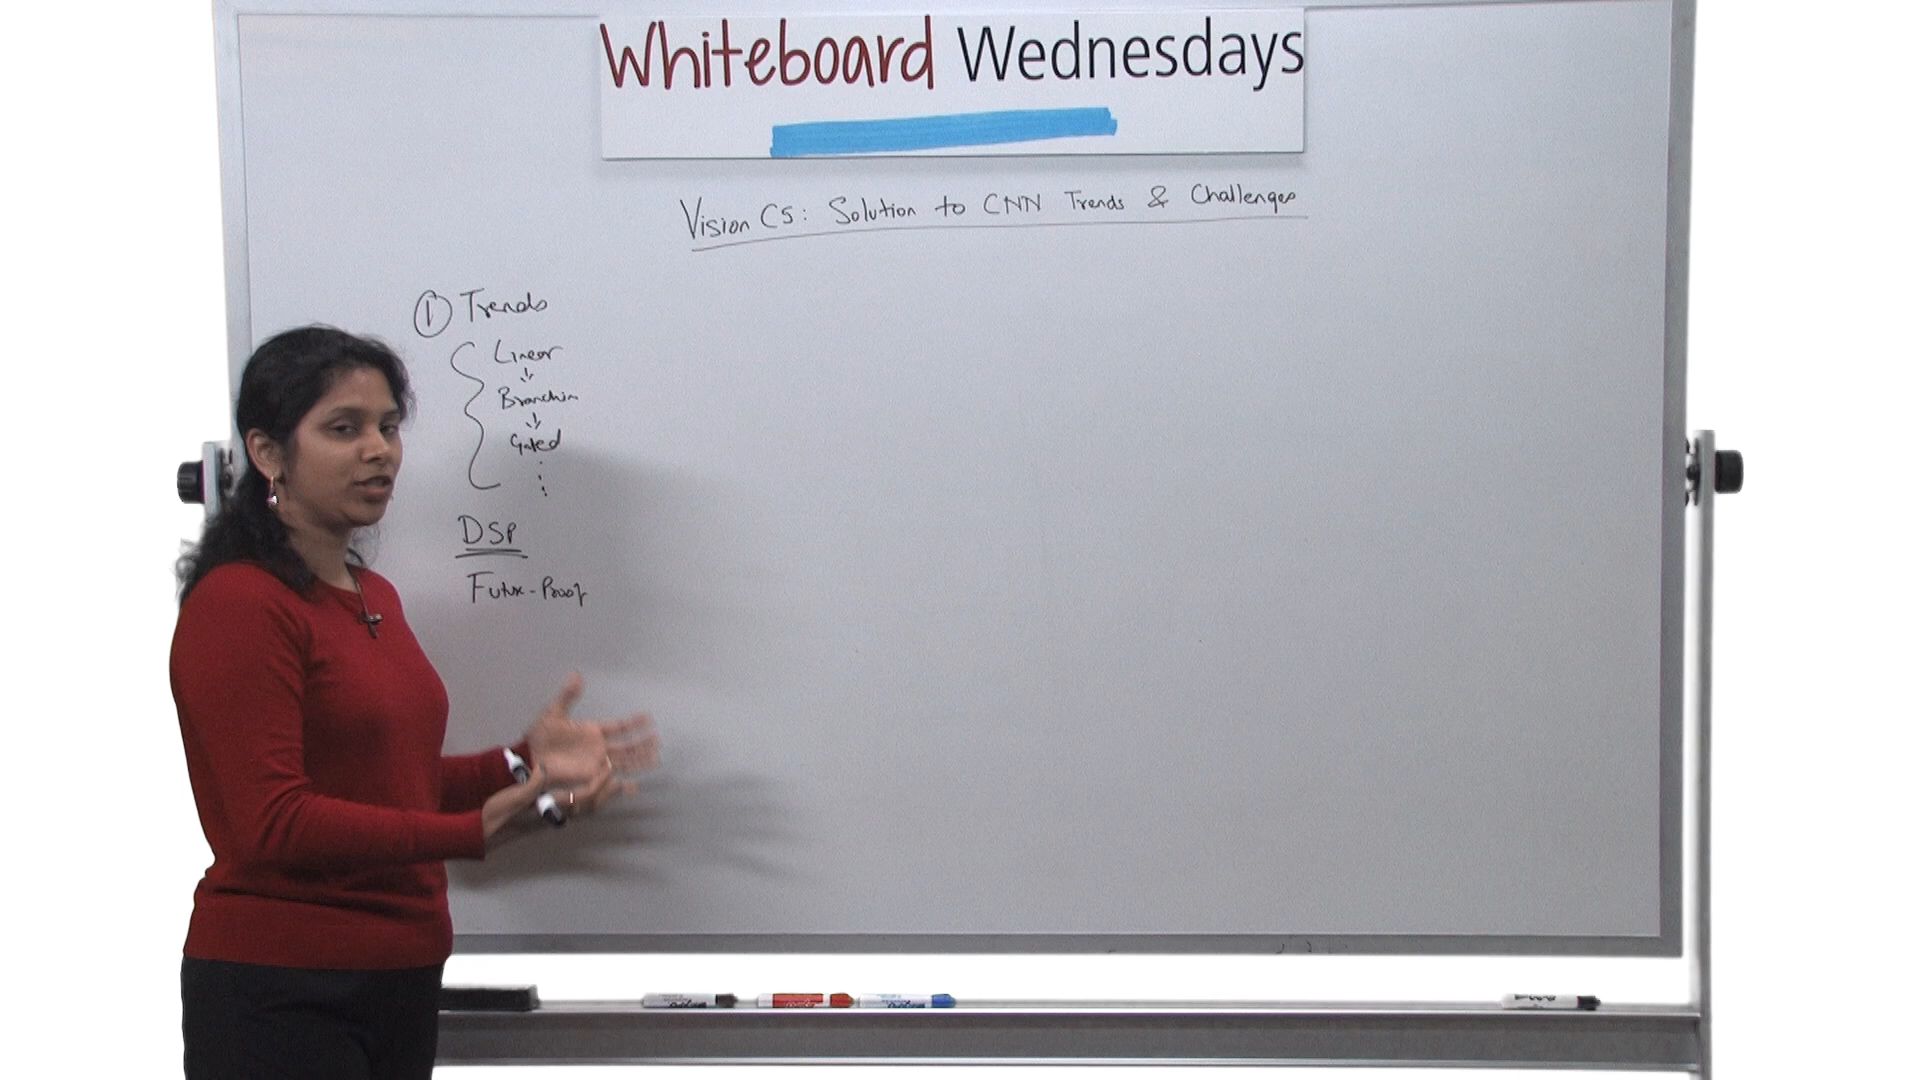 Whiteboard Wednesdays
Vision C5: Solution to CNN Trends & Challenges
① Trends
Linear
Branchin
Gated
DSP
Future-Proof